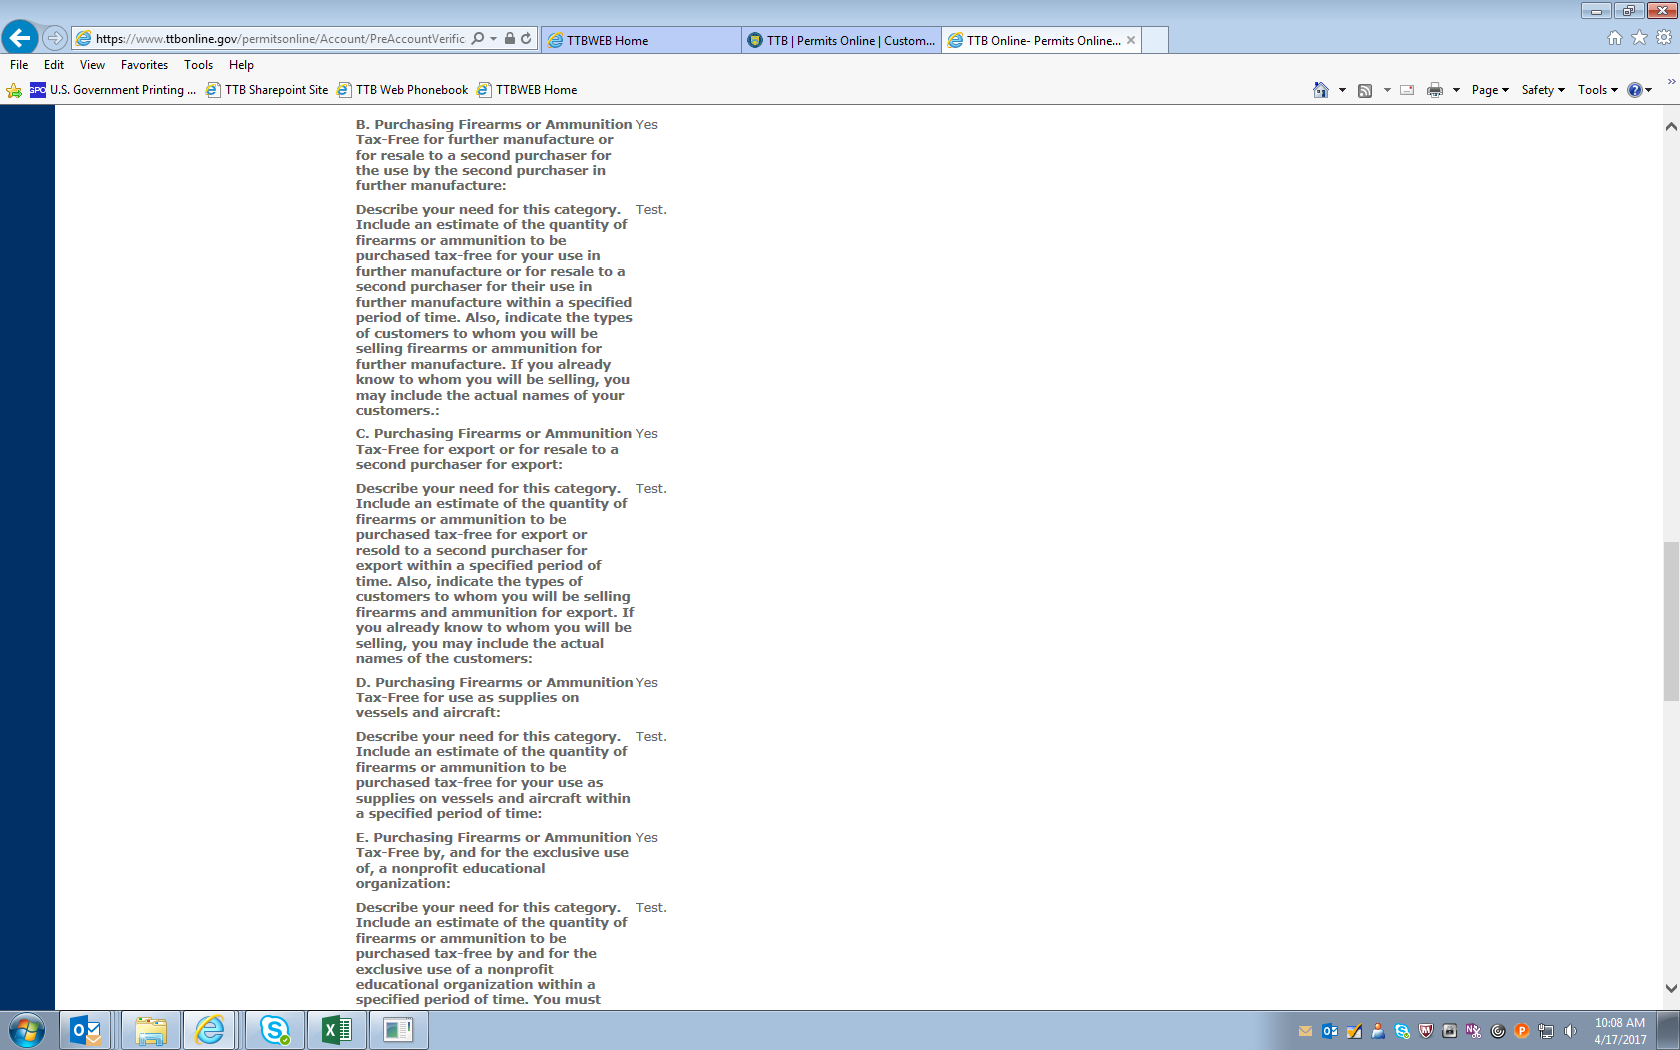 https://www.ttbonline.gov/permitsonline/Account/PreAccountVerific
TTBWEB Home
TTB | Permits Online | Custom...
TTB Online- Permits Online...
File Edit View Favorites Tools Help
GPO U.S. Government Printing ... TTB Sharepoint Site TTB Web Phonebook TTBWEB Home
Page Safety Tools
B. Purchasing Firearms or Ammunition Yes
Tax-Free for further manufacture or
for resale to a second purchaser for
the use by the second purchaser in
further manufacture:
Describe your need for this category. Test.
Include an estimate of the quantity of
firearms or ammunition to be
purchased tax-free for your use in
further manufacture or for resale to a
second purchaser for their use in
further manufacture within a specified
period of time. Also, indicate the types
of customers to whom you will be
selling firearms or ammunition for
further manufacture. If you already
know to whom you will be selling, you
may include the actual names of your
customers.:
C. Purchasing Firearms or Ammunition Yes
Tax-Free for export or for resale to a
second purchaser for export:
Describe your need for this category. Test.
Include an estimate of the quantity of
firearms or ammunition to be
purchased tax-free for export or
resold to a second purchaser for
export within a specified period of
time. Also, indicate the types of
customers to whom you will be selling
firearms and ammunition for export. If
you already know to whom you will be
selling, you may include the actual
names of the customers:
D. Purchasing Firearms or Ammunition Yes
Tax-Free for use as supplies on
vessels and aircraft:
Describe your need for this category. Test.
Include an estimate of the quantity of
firearms or ammunition to be
purchased tax-free for your use as
supplies on vessels and aircraft within
a specified period of time:
E. Purchasing Firearms or Ammunition Yes
Tax-Free by, and for the exclusive use
of, a nonprofit educational
organization:
Describe your need for this category. Test.
Include an estimate of the quantity of
firearms or ammunition to be
purchased tax-free by and for the
exclusive use of a nonprofit
educational organization within a
specified period of time. You must
10:08 AM
4/17/2017